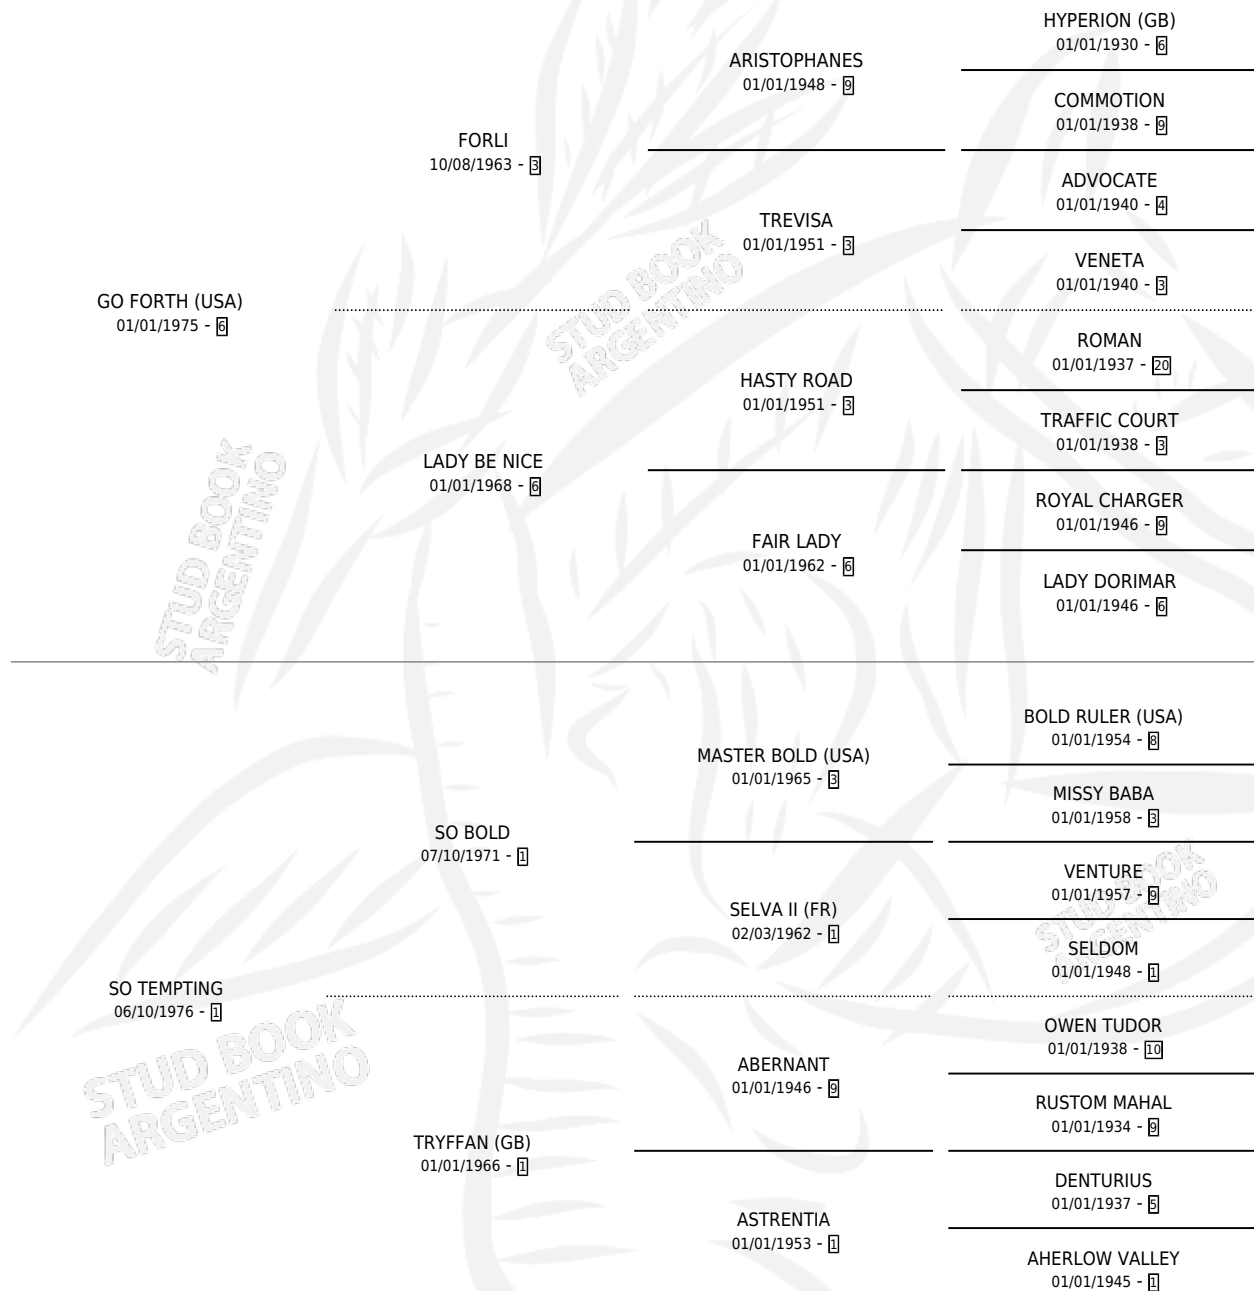 HYPERION (GB)
01/01/1930 - 6
ARISTOPHANES
01/01/1948 - 9
COMMOTION
01/01/1938 - 9
FORLI
10/08/1963 - 3
ADVOCATE
01/01/1940 - 4
TREVISA
01/01/1951 - 3
VENETA
01/01/1940 - 3
GO FORTH (USA)
01/01/1975 - 6
ROMAN
01/01/1937 - 20
HASTY ROAD
01/01/1951 - 3
TRAFFIC COURT
01/01/1938 - 3
LADY BE NICE
01/01/1968 - 6
ROYAL CHARGER
01/01/1946 - 9
FAIR LADY
01/01/1962 - 6
LADY DORIMAR
01/01/1946 - 6
BOLD RULER (USA)
01/01/1954 - 8
MASTER BOLD (USA)
01/01/1965 - 3
MISSY BABA
01/01/1958 - 3
SO BOLD
07/10/1971 - 1
VENTURE
01/01/1957 - 9
SELVA II (FR)
02/03/1962 - 1
SELDOM
01/01/1948 - 1
SO TEMPTING
06/10/1976 - 1
OWEN TUDOR
01/01/1938 - 10
ABERNANT
01/01/1946 - 9
RUSTOM MAHAL
01/01/1934 - 9
TRYFFAN (GB)
01/01/1966 - 1
DENTURIUS
01/01/1937 - 5
ASTRENTIA
01/01/1953 - 1
AHERLOW VALLEY
01/01/1945 - 1
STUD BOOK
ARGENTINO
STUD BOOK
ARGENTINO
STUD BOOK
ARGENTINO
STUD BOOK
ARGENTINO